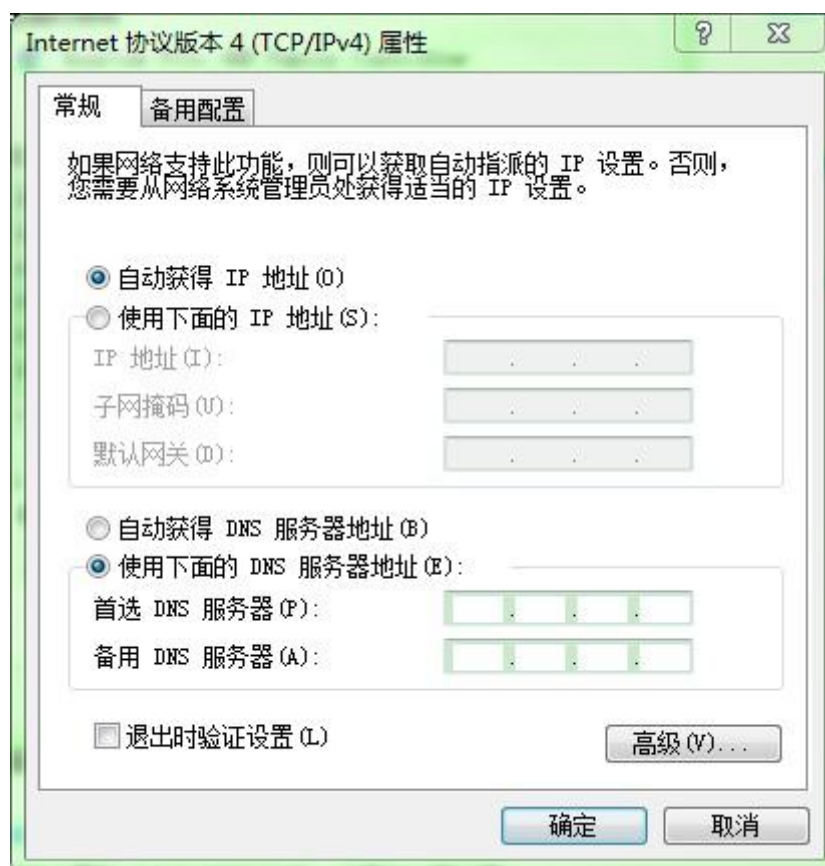 Internet 协议版本 4 (TCP/IPv4) 属性
常规 备用配置
如果网络支持此功能，则可以获取自动指派的 IP 设置。否则，
您需要从网络系统管理员处获得适当的 IP 设置。
自动获得 IP 地址(O)
使用下面的 IP 地址(S):
IP 地址(I):
子网掩码(U):
默认网关(D):
自动获得 DNS 服务器地址(B)
使用下面的 DNS 服务器地址(E):
首选 DNS 服务器(P):
备用 DNS 服务器(A):
退出时验证设置(L)
高级(V)...
确定 取消